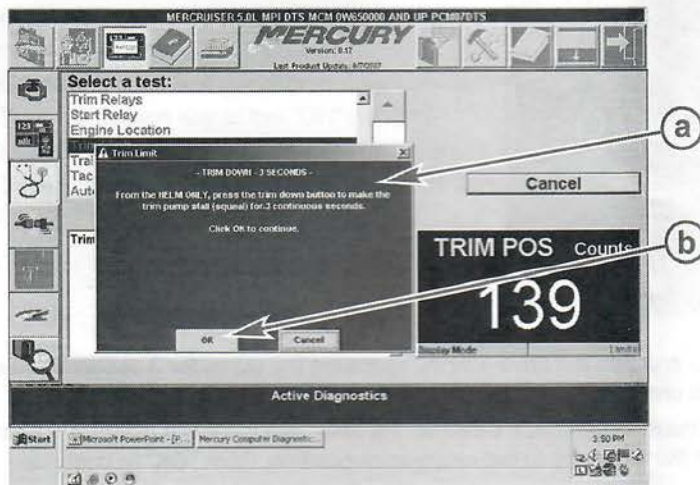 MERCRUISER 5.0L MPI DTS MCM 0W650000 AND UP PCM07DTS
MERCURY
Version: 8.17
Last Product Update: 8/7/2007
Select a test:
Trim Relays
Start Relay
Engine Location
Trim Limit
- TRIM DOWN - 3 SECONDS -
From the HELM ONLY, press the trim down button to make the
trim pump stall (squeal) for 3 continuous seconds.
Click OK to continue.
OK
Cancel
Cancel
a
b
Trim
TRIM POS Counts
139
Display Mode
Limits
Active Diagnostics
Start
Microsoft PowerPoint - [P...
Mercury Computer Diagnostic...
3:50 PM